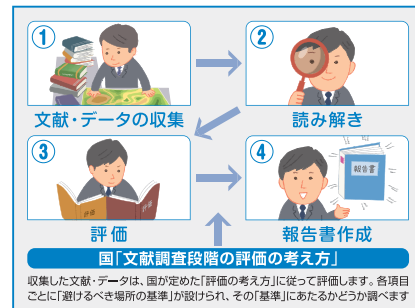 ① ②
文献・データの収集 読み解き
③ ④
評価 評価
報告書
評価 報告書作成
国「文献調査段階の評価の考え方」
収集した文献・データは、国が定めた「評価の考え方」に従って評価します。各項目
ごとに「避けるべき場所の基準」が設けられ、その「基準」にあたるかどうか調べます